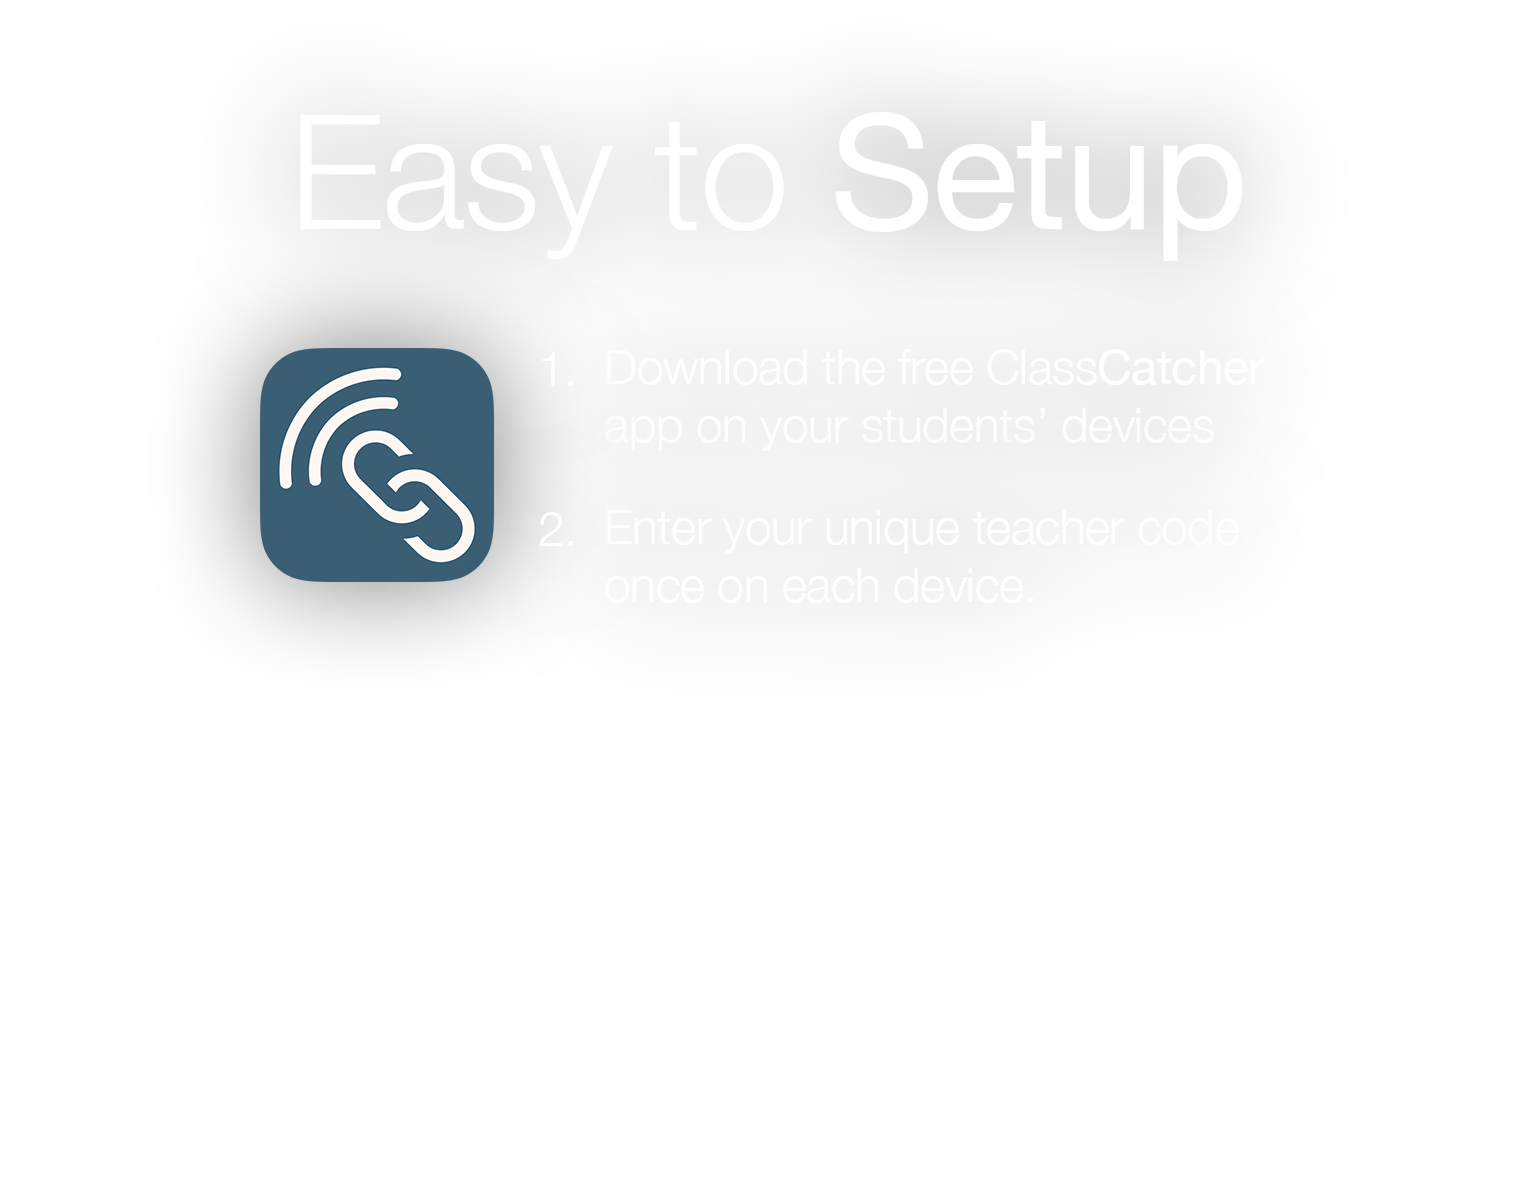 Easy to Setup
1. Download the free ClassCatcher
app on your students’ devices
2. Enter your unique teacher code
once on each device.